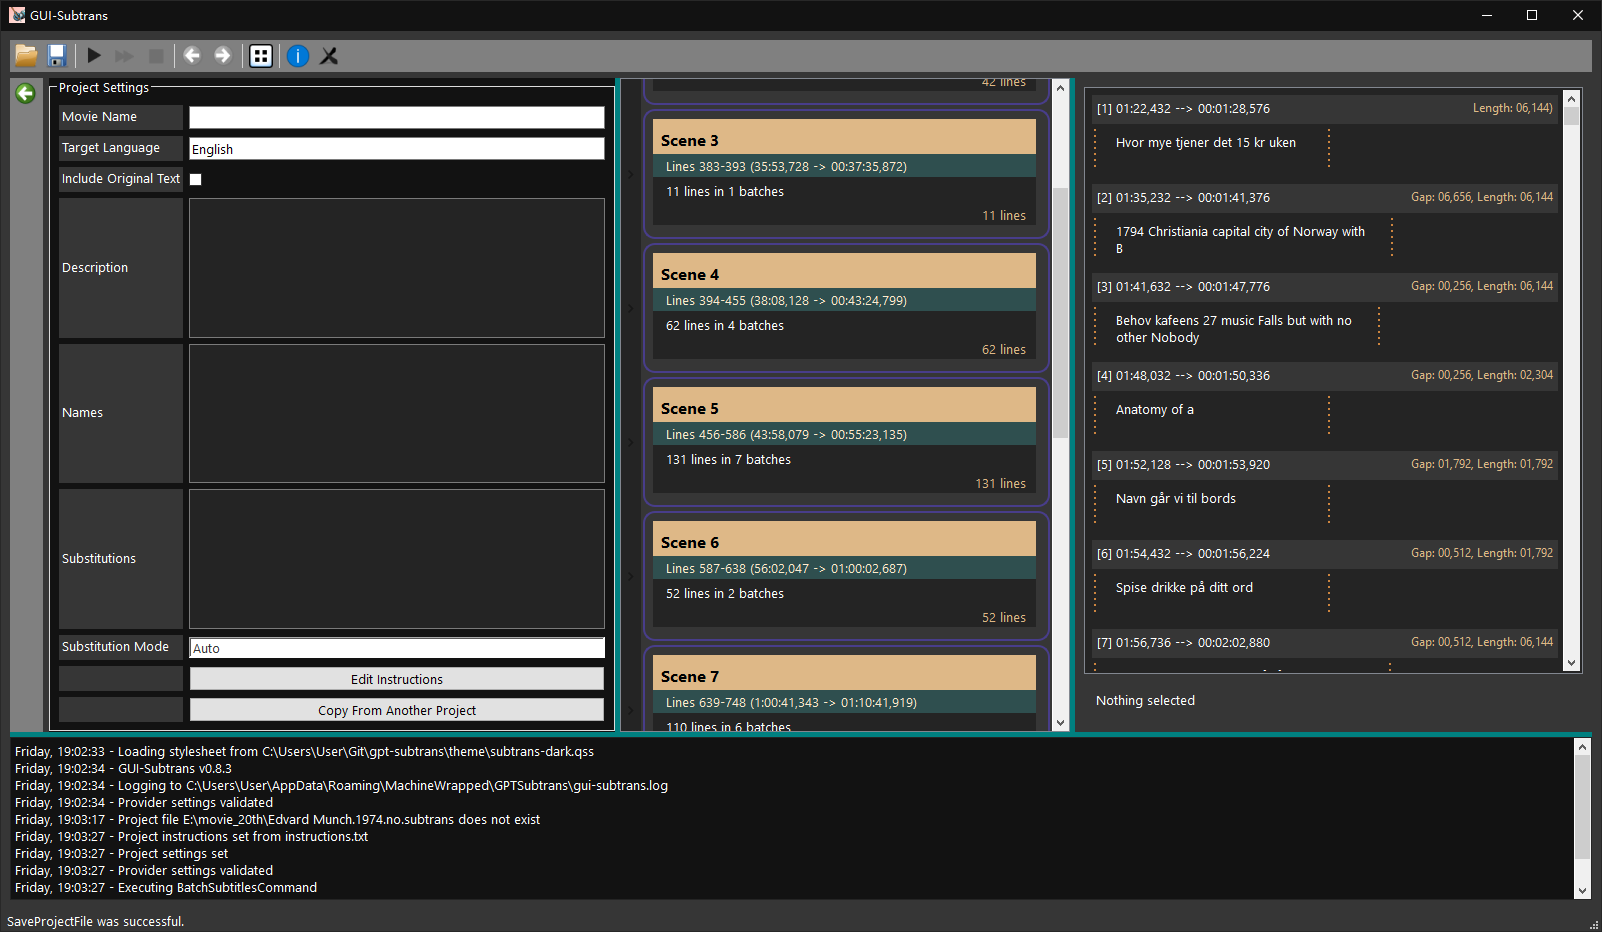 GUI-Subtrans
Project Settings
Movie Name
Target Language
English
Include Original Text
Description
Names
Substitutions
Substitution Mode
Auto
Edit Instructions
Copy From Another Project
42 lines
Scene 3
Lines 383-393 (35:53,728 -> 00:37:35,872)
11 lines in 1 batches
11 lines
Scene 4
Lines 394-455 (38:08,128 -> 00:43:24,799)
62 lines in 4 batches
62 lines
Scene 5
Lines 456-586 (43:58,079 -> 00:55:23,135)
131 lines in 7 batches
131 lines
Scene 6
Lines 587-638 (56:02,047 -> 01:00:02,687)
52 lines in 2 batches
52 lines
Scene 7
Lines 639-748 (1:00:41,343 -> 01:10:41,919)
110 lines in 6 batches
[1] 01:22,432 --> 00:01:28,576 Length: 06,144)
Hvor mye tjener det 15 kr uken
[2] 01:35,232 --> 00:01:41,376 Gap: 06,656, Length: 06,144
1794 Christiania capital city of Norway with
B
[3] 01:41,632 --> 00:01:47,776 Gap: 00,256, Length: 06,144
Behov kafeens 27 music Falls but with no
other Nobody
[4] 01:48,032 --> 00:01:50,336 Gap: 00,256, Length: 02,304
Anatomy of a
[5] 01:52,128 --> 00:01:53,920 Gap: 01,792, Length: 01,792
Navn går vi til bords
[6] 01:54,432 --> 00:01:56,224 Gap: 00,512, Length: 01,792
Spise drikke på ditt ord
[7] 01:56,736 --> 00:02:02,880 Gap: 00,512, Length: 06,144
Nothing selected
Friday, 19:02:33 - Loading stylesheet from C:\Users\User\Git\gpt-subtrans\theme\subtrans-dark.qss
Friday, 19:02:34 - GUI-Subtrans v0.8.3
Friday, 19:02:34 - Logging to C:\Users\User\AppData\Roaming\MachineWrapped\GPTSubtrans\gui-subtrans.log
Friday, 19:02:34 - Provider settings validated
Friday, 19:03:17 - Project file E:\movie_20th\Edvard Munch.1974.no.subtrans does not exist
Friday, 19:03:27 - Project instructions set from instructions.txt
Friday, 19:03:27 - Project settings set
Friday, 19:03:27 - Provider settings validated
Friday, 19:03:27 - Executing BatchSubtitlesCommand
SaveProjectFile was successful.